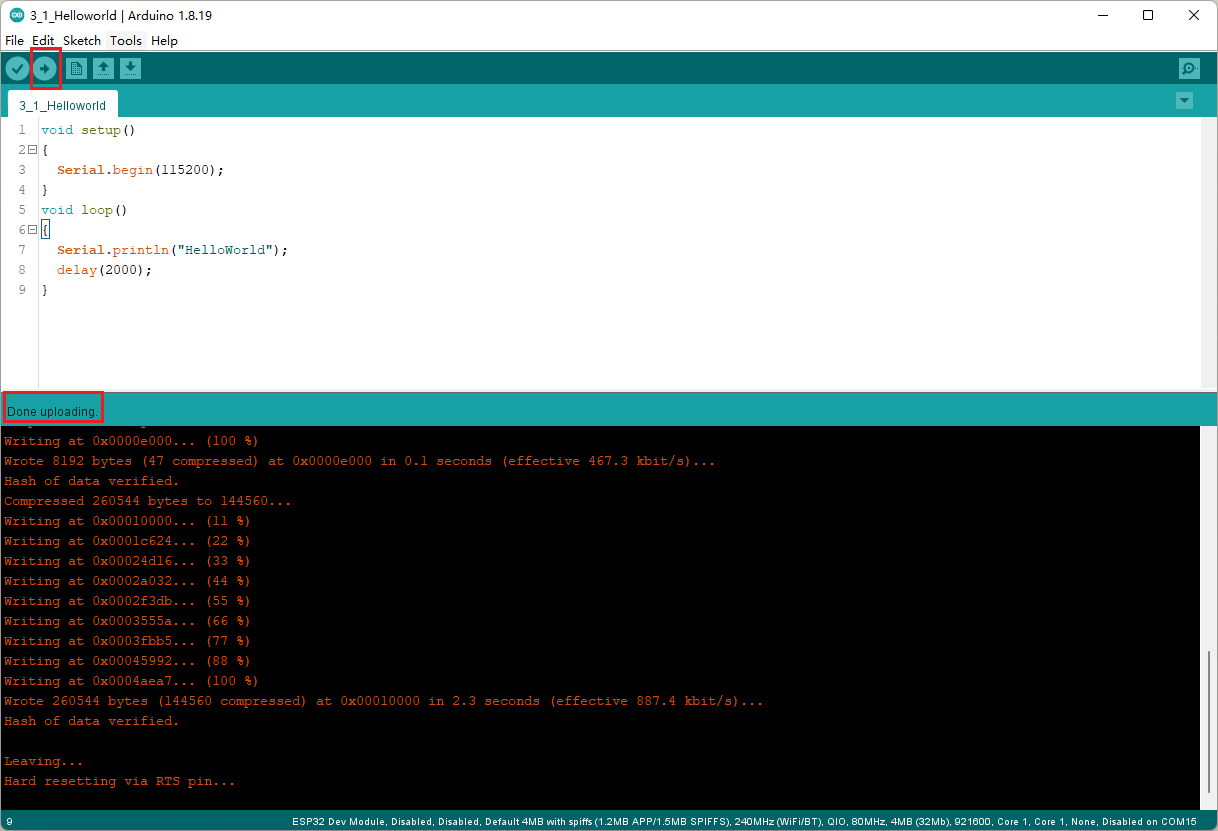 3_1_Helloworld | Arduino 1.8.19
File Edit Sketch Tools Help
3_1_Helloworld
1 void setup()
2 {
3 Serial.begin(115200);
4 }
5 void loop()
6 {
7 Serial.println("HelloWorld");
8 delay(2000);
9 }
Done uploading.
Writing at 0x0000e000... (100 %)
Wrote 8192 bytes (47 compressed) at 0x0000e000 in 0.1 seconds (effective 467.3 kbit/s)...
Hash of data verified.
Compressed 260544 bytes to 144560...
Writing at 0x00010000... (11 %)
Writing at 0x0001c624... (22 %)
Writing at 0x00024d16... (33 %)
Writing at 0x0002a032... (44 %)
Writing at 0x0002f3db... (55 %)
Writing at 0x0003555a... (66 %)
Writing at 0x0003fbb5... (77 %)
Writing at 0x00045992... (88 %)
Writing at 0x0004aea7... (100 %)
Wrote 260544 bytes (144560 compressed) at 0x00010000 in 2.3 seconds (effective 887.4 kbit/s)...
Hash of data verified.
Leaving...
Hard resetting via RTS pin...
9 ESP32 Dev Module, Disabled, Disabled, Default 4MB with spiffs (1.2MB APP/1.5MB SPIFFS), 240MHz (WiFi/BT), QIO, 80MHz, 4MB (32Mb), 921600, Core 1, Core 1, None, Disabled on COM15